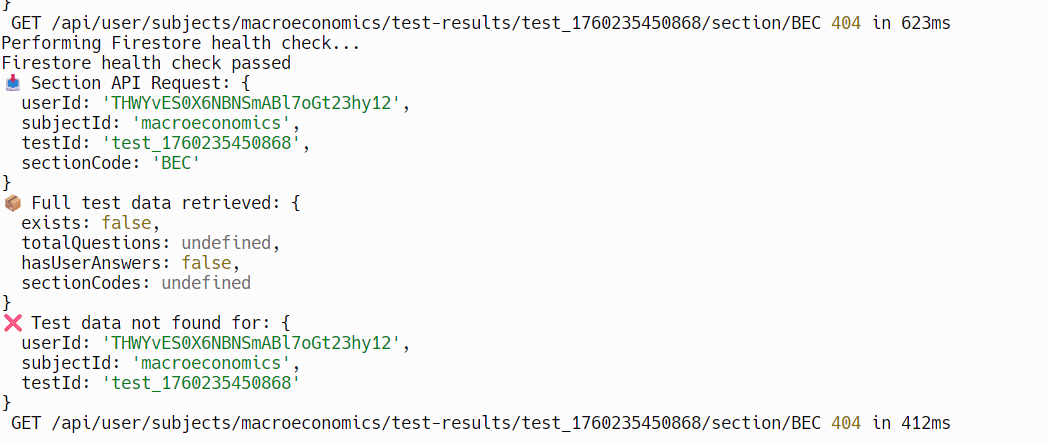 }
GET /api/user/subjects/macroeconomics/test-results/test_1760235450868/section/BEC 404 in 623ms
Performing Firestore health check...
Firestore health check passed
📥 Section API Request: {
  userId: 'THWYvES0X6NBNSmABl7oGt23hy12',
  subjectId: 'macroeconomics',
  testId: 'test_1760235450868',
  sectionCode: 'BEC'
}
📦 Full test data retrieved: {
  exists: false,
  totalQuestions: undefined,
  hasUserAnswers: false,
  sectionCodes: undefined
}
❌ Test data not found for: {
  userId: 'THWYvES0X6NBNSmABl7oGt23hy12',
  subjectId: 'macroeconomics',
  testId: 'test_1760235450868'
}
GET /api/user/subjects/macroeconomics/test-results/test_1760235450868/section/BEC 404 in 412ms